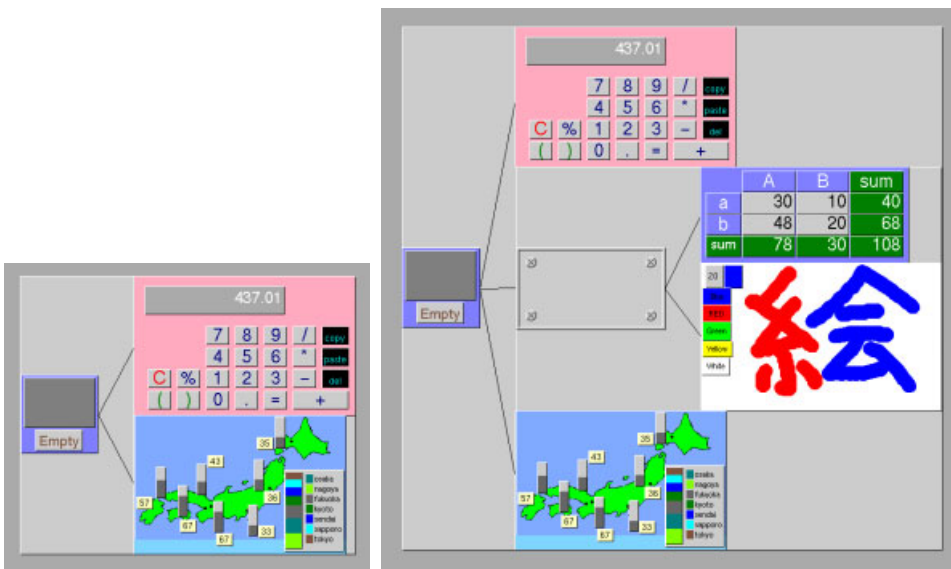 437.01
7 8 9 / copy
4 5 6 * paste
C % 1 2 3 - del
( ) 0 . = +
Empty
35
43
57
36
67
33
67
osaka
nagoya
fukuoka
kyoto
sendai
sapporo
tokyo
437.01
7 8 9 / copy
4 5 6 * paste
C % 1 2 3 - del
( ) 0 . = +
Empty
A B sum
a 30 10 40
b 48 20 68
sum 78 30 108
20
RED
Green
Yellow
White
絵
35
43
57
36
67
33
67
osaka
nagoya
fukuoka
kyoto
sendai
sapporo
tokyo